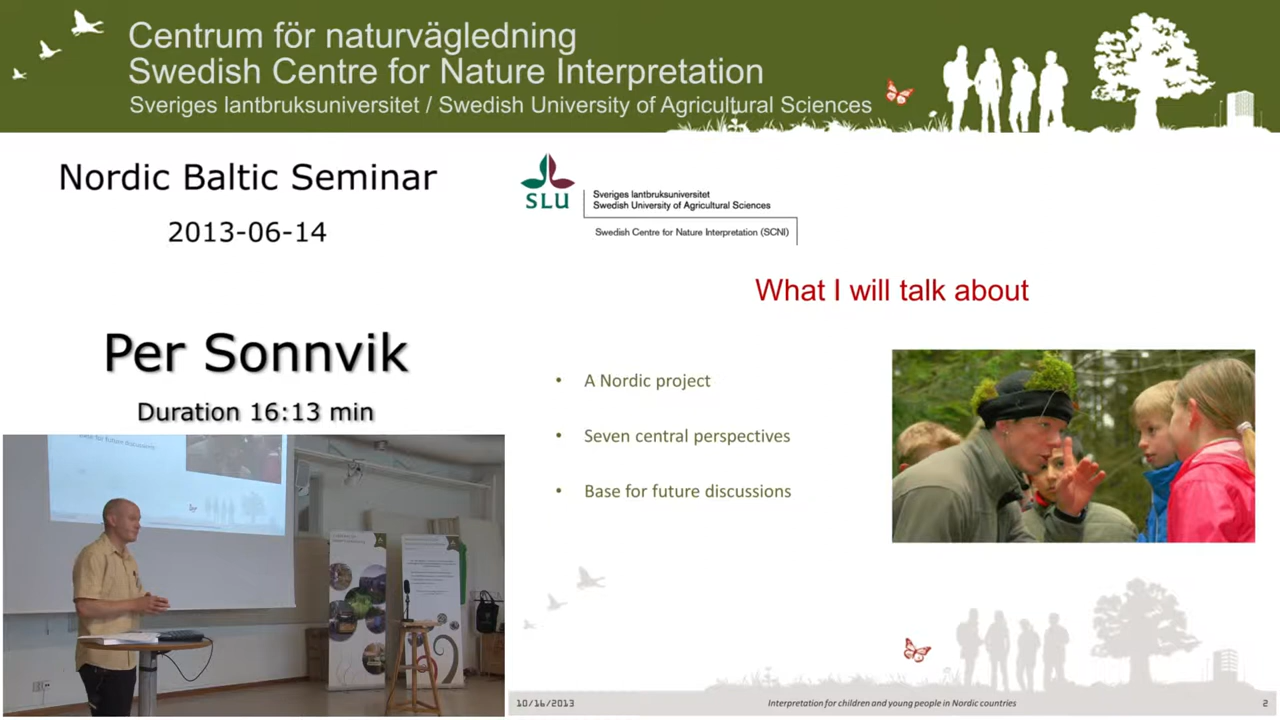 Centrum för naturvägledning
Swedish Centre for Nature Interpretation
Sveriges lantbruksuniversitet / Swedish University of Agricultural Sciences
Nordic Baltic Seminar
2013-06-14
Per Sonnvik
Duration 16:13 min
SLU
Sveriges lantbruksuniversitet
Swedish University of Agricultural Sciences
Swedish Centre for Nature Interpretation (SCNI)
What I will talk about
• A Nordic project
• Seven central perspectives
• Base for future discussions
10/16/2013
Interpretation for children and young people in Nordic countries
2